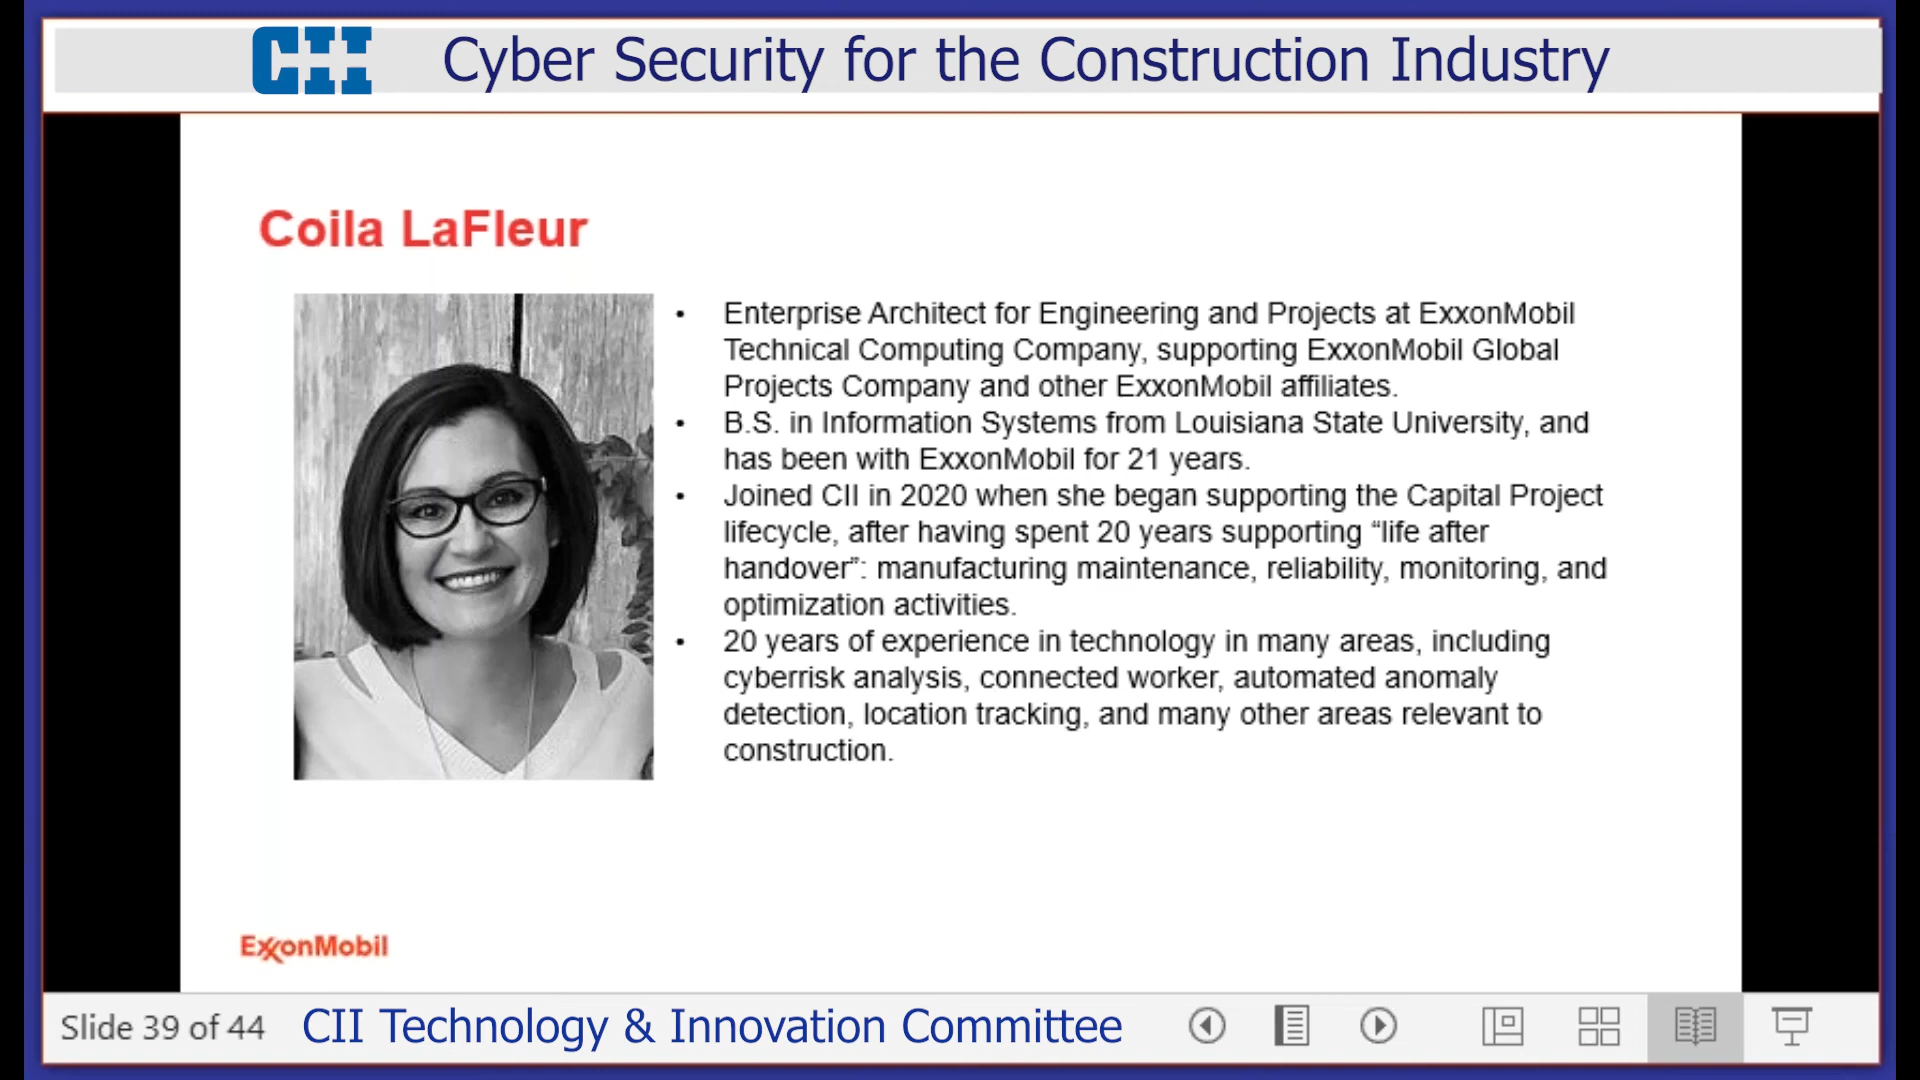 CII Cyber Security for the Construction Industry
Coila LaFleur
• Enterprise Architect for Engineering and Projects at ExxonMobil
Technical Computing Company, supporting ExxonMobil Global
Projects Company and other ExxonMobil affiliates.
• B.S. in Information Systems from Louisiana State University, and
has been with ExxonMobil for 21 years.
• Joined CII in 2020 when she began supporting the Capital Project
lifecycle, after having spent 20 years supporting “life after
handover”: manufacturing maintenance, reliability, monitoring, and
optimization activities.
• 20 years of experience in technology in many areas, including
cyberrisk analysis, connected worker, automated anomaly
detection, location tracking, and many other areas relevant to
construction.
ExxonMobil
Slide 39 of 44 CII Technology & Innovation Committee